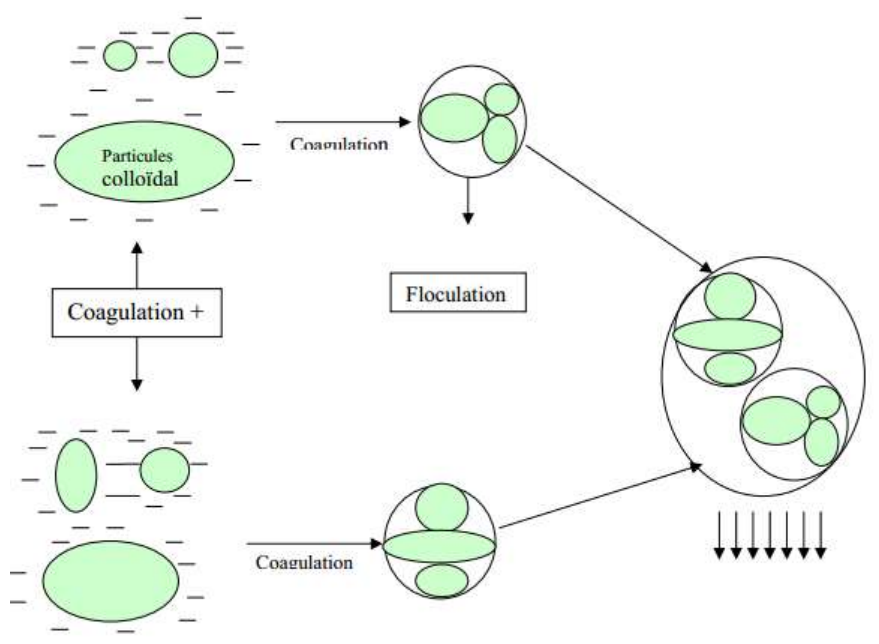 Particules
colloïdal
Coagulation
Coagulation +
Floculation
Coagulation